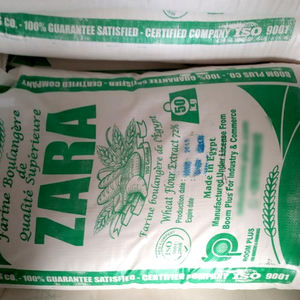 CO. - 100% GUARANTEE SATISFIED - CERTIFIED COMPANY ISO 9001
BOOM PLUS CO. - 100% GUARANTEE SATISFIED - CERTIFIED COMPANY
Farine Boulangère
de
Qualité Supérieure
ZARA
Farine boulangère de l'Egypt
Wheat Flour Extract 72%
Production date
Expire date
50
KG
Made in Egypt
Manufactured Under License From
Boom Plus For Industry & Commerce
BOOM PLUS
CO. - 100% GUARANTEE SATISFIED - CERTIFIED COMPANY ISO 9001